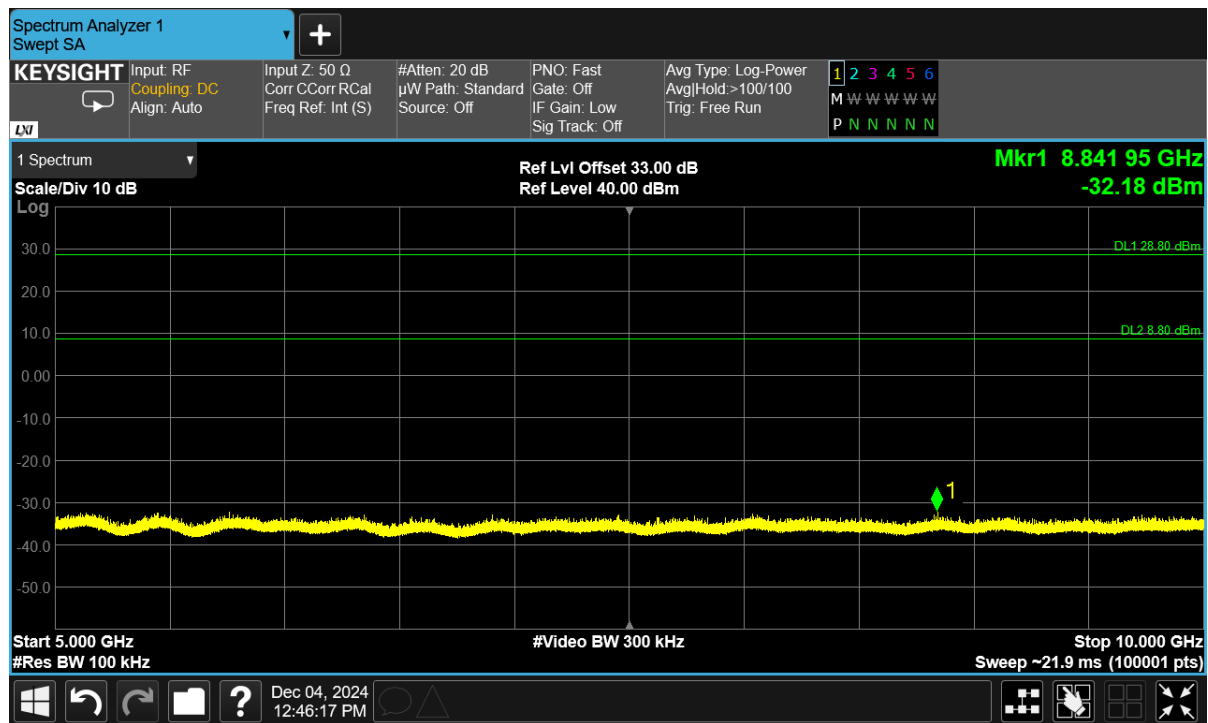 Spectrum Analyzer 1
Swept SA
KEYSIGHT
LXI
Input: RF
Coupling: DC
Align: Auto
Input Z: 50 Ω
Corr CCorr RCal
Freq Ref: Int (S)
#Atten: 20 dB
µW Path: Standard
Source: Off
PNO: Fast
Gate: Off
IF Gain: Low
Sig Track: Off
Avg Type: Log-Power
Avg|Hold:>100/100
Trig: Free Run
1 2 3 4 5 6
M W W W W W
P N N N N N
1 Spectrum
Scale/Div 10 dB
Ref Lvl Offset 33.00 dB
Ref Level 40.00 dBm
Mkr1 8.841 95 GHz
-32.18 dBm
Log
30.0
DL1 28.80 dBm
20.0
10.0
DL2 8.80 dBm
0.00
-10.0
-20.0
1
-30.0
-40.0
-50.0
Start 5.000 GHz
#Video BW 300 kHz
Stop 10.000 GHz
#Res BW 100 kHz
Sweep ~21.9 ms (100001 pts)
?
Dec 04, 2024
12:46:17 PM